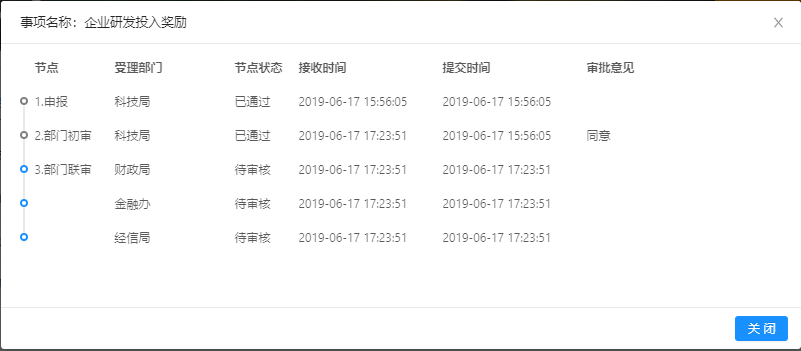 事项名称：企业研发投入奖励
节点 受理部门 节点状态 接收时间 提交时间 审批意见
1.申报 科技局 已通过 2019-06-17 15:56:05 2019-06-17 15:56:05
2.部门初审 科技局 已通过 2019-06-17 17:23:51 2019-06-17 15:56:05 同意
3.部门联审 财政局 待审核 2019-06-17 17:23:51 2019-06-17 17:23:51
金融办 待审核 2019-06-17 17:23:51 2019-06-17 17:23:51
经信局 待审核 2019-06-17 17:23:51 2019-06-17 17:23:51
关 闭